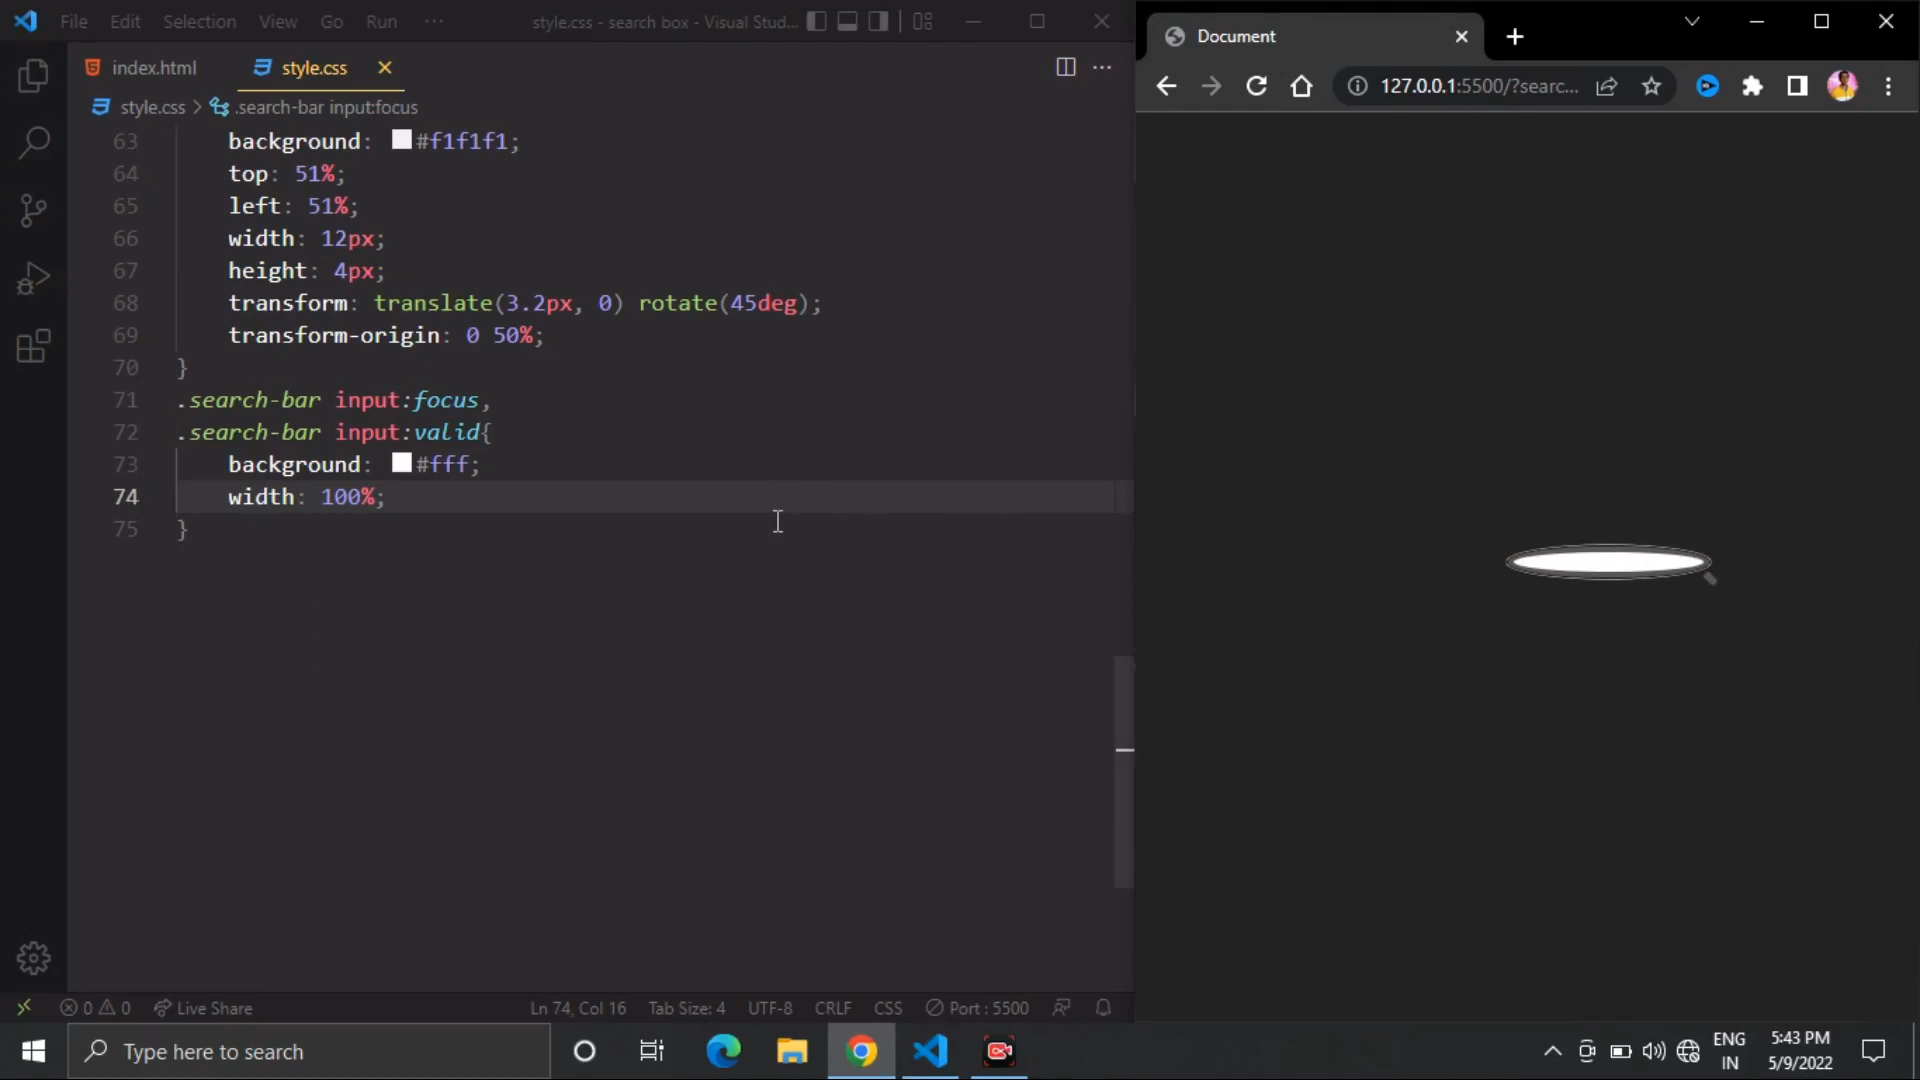 File Edit Selection View Go Run ··· style.css - search box - Visual Stud...
index.html style.css
style.css > .search-bar input:focus
63 background: #f1f1f1;
64 top: 51%;
65 left: 51%;
66 width: 12px;
67 height: 4px;
68 transform: translate(3.2px, 0) rotate(45deg);
69 transform-origin: 0 50%;
70 }
71 .search-bar input:focus,
72 .search-bar input:valid{
73 background: #fff;
74 width: 100%;
75 }
0 0 Live Share Ln 74, Col 16 Tab Size: 4 UTF-8 CRLF CSS Port : 5500
Document
127.0.0.1:5500/?searc...
Type here to search
ENG
IN
5:43 PM
5/9/2022